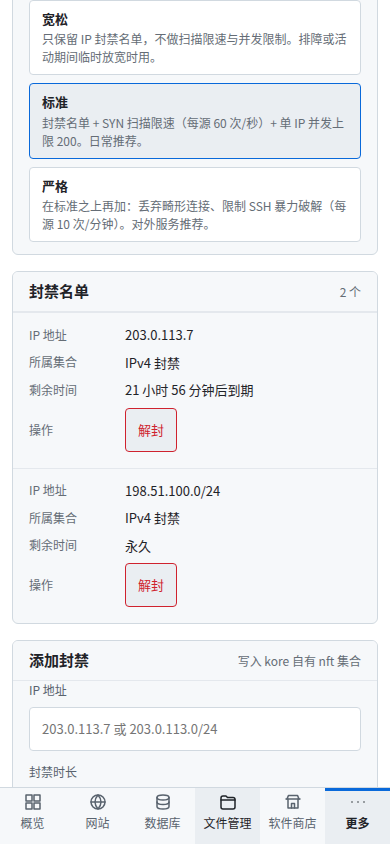 宽松
只保留 IP 封禁名单，不做扫描限速与并发限制。排障或活
动期间临时放宽时用。
标准
封禁名单 + SYN 扫描限速（每源 60 次/秒）+ 单 IP 并发上
限 200。日常推荐。
严格
在标准之上再加：丢弃畸形连接、限制 SSH 暴力破解（每
源 10 次/分钟）。对外服务推荐。
封禁名单 2 个
IP 地址 203.0.113.7
所属集合 IPv4 封禁
剩余时间 21 小时 56 分钟后到期
操作 解封
IP 地址 198.51.100.0/24
所属集合 IPv4 封禁
剩余时间 永久
操作 解封
添加封禁 写入 kore 自有 nft 集合
IP 地址
203.0.113.7 或 203.0.113.0/24
封禁时长
概览 网站 数据库 文件管理 软件商店 更多